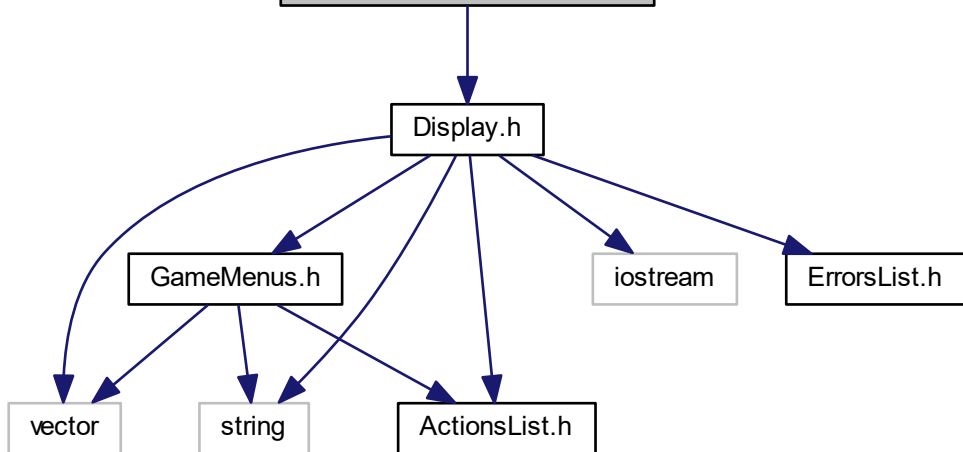 Display.h
GameMenus.h
iostream
ErrorsList.h
vector
string
ActionsList.h